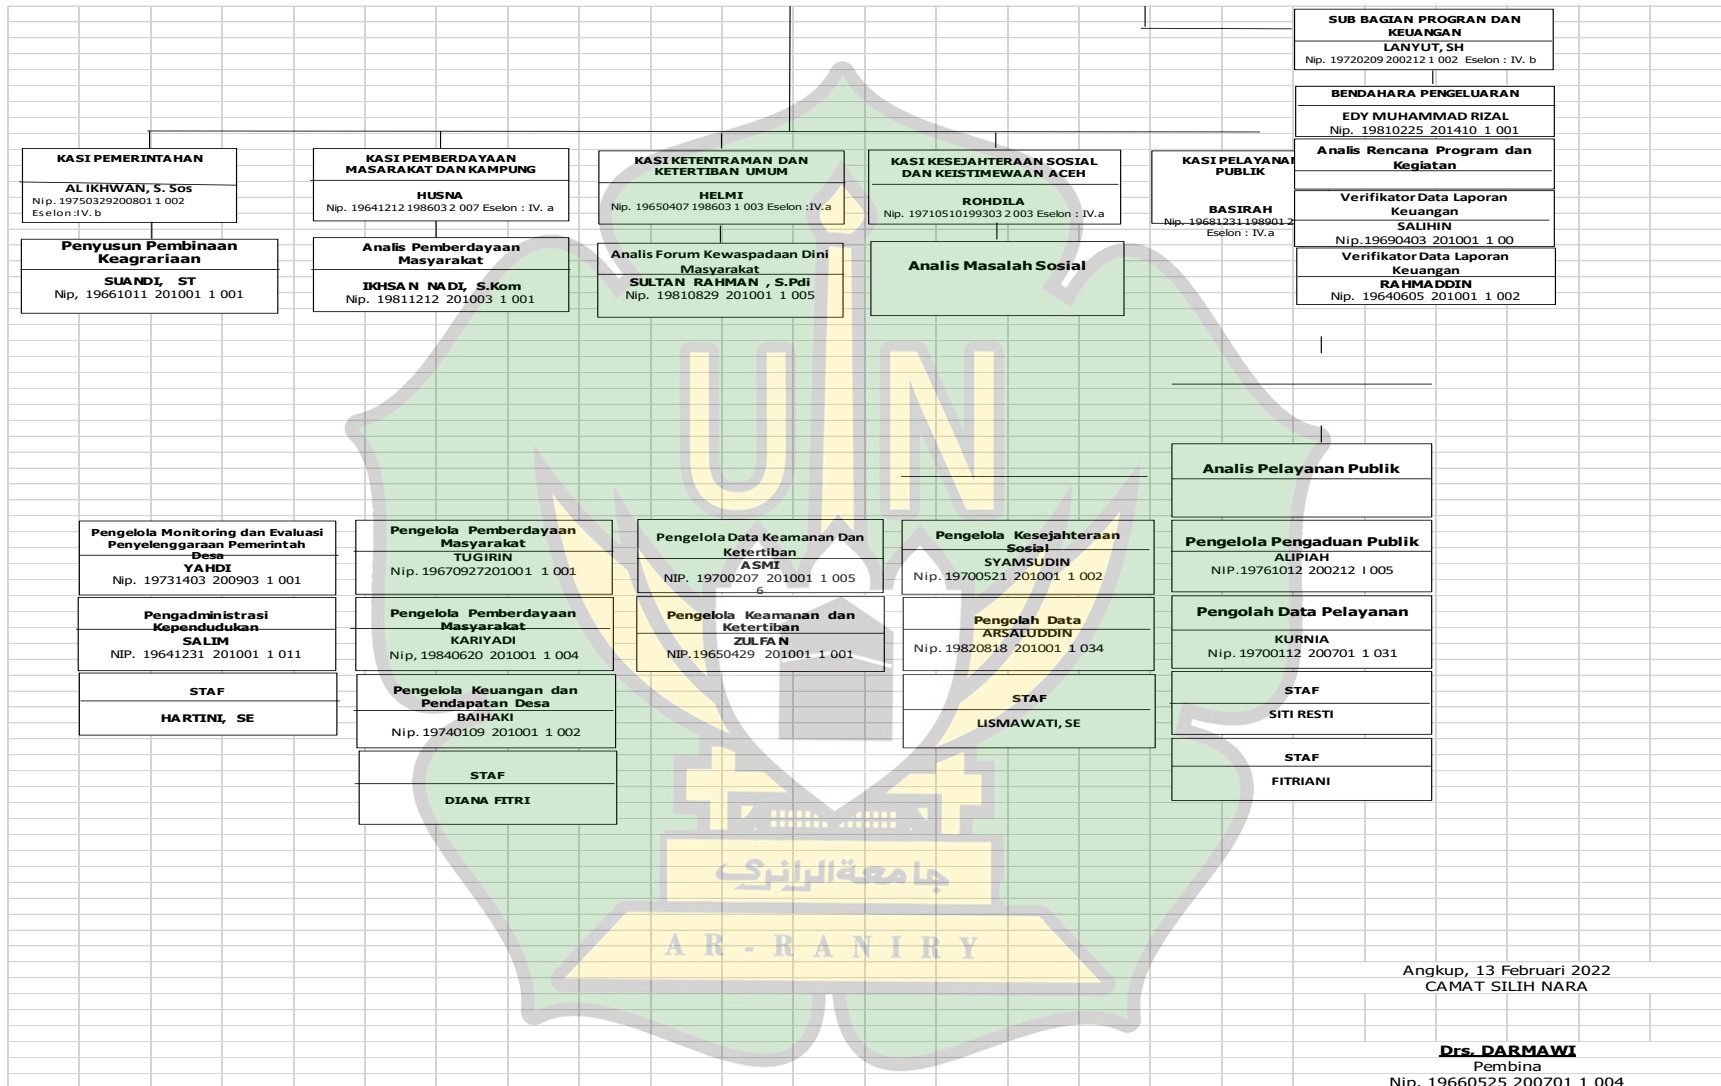 SUB BAGIAN PROGRAN DAN
KEUANGAN
LANYUT, SH
Nip. 19720209 200212 1 002 Eselon : IV. b
BENDAHARA PENGELUARAN
EDY MUHAMMAD RIZAL
Nip. 19810225 201410 1 001
Analis Rencana Program dan
Kegiatan
Verifikator Data Laporan
Keuangan
SALIHIN
Nip.19690403 201001 1 00
Verifikator Data Laporan
Keuangan
RAHMADDIN
Nip. 19640605 201001 1 002
KASI PEMERINTAHAN
AL IKHWAN, S. Sos
Nip. 19750329200801 1 002
Eselon :IV. b
KASI PEMBERDAYAAN
MASARAKAT DAN KAMPUNG
HUSNA
Nip. 19641212 198603 2 007 Eselon : IV. a
KASI KETENTRAMAN DAN
KETERTIBAN UMUM
HELMI
Nip. 19650407 198603 1 003 Eselon :IV.a
KASI KESEJAHTERAAN SOSIAL
DAN KEISTIMEWAAN ACEH
ROHDILA
Nip. 19710510199303 2 003 Eselon : IV.a
KASI PELAYANAN
PUBLIK
BASIRAH
Nip. 19681231198901 2
Eselon : IV.a
Penyusun Pembinaan
Keagrariaan
SUANDI, ST
Nip, 19661011 201001 1 001
Analis Pemberdayaan
Masyarakat
IKHSAN NADI, S.Kom
Nip. 19811212 201003 1 001
Analis Forum Kewaspadaan Dini
Masyarakat
SULTAN RAHMAN , S.Pdi
Nip. 19810829 201001 1 005
Analis Masalah Sosial
Analis Pelayanan Publik
Pengelola Monitoring dan Evaluasi
Penyelenggaraan Pemerintah
Desa
YAHDI
Nip. 19731403 200903 1 001
Pengelola Pemberdayaan
Masyarakat
TUGIRIN
Nip. 19670927201001 1 001
Pengelola Data Keamanan Dan
Ketertiban
ASMI
NIP. 19700207 201001 1 005
6
Pengelola Kesejahteraan
Sosial
SYAMSUDIN
Nip. 19700521 201001 1 002
Pengelola Pengaduan Publik
ALIPIAH
NIP.19761012 200212 I 005
Pengadministrasi
Kependudukan
SALIM
NIP. 19641231 201001 1 011
Pengelola Pemberdayaan
Masyarakat
KARIYADI
Nip, 19840620 201001 1 004
Pengelola Keamanan dan
Ketertiban
ZULFAN
NIP.19650429 201001 1 001
Pengolah Data
ARSALUDDIN
Nip. 19820818 201001 1 034
Pengolah Data Pelayanan
KURNIA
Nip. 19700112 200701 1 031
STAF
HARTINI, SE
Pengelola Keuangan dan
Pendapatan Desa
BAIHAKI
Nip. 19740109 201001 1 002
STAF
LISMAWATI, SE
STAF
SITI RESTI
STAF
DIANA FITRI
STAF
FITRIANI
UIN
جامعة الرانري
AR-RANIRY
Angkup, 13 Februari 2022
CAMAT SILIH NARA
Drs. DARMAWI
Pembina
Nip. 19660525 200701 1 004